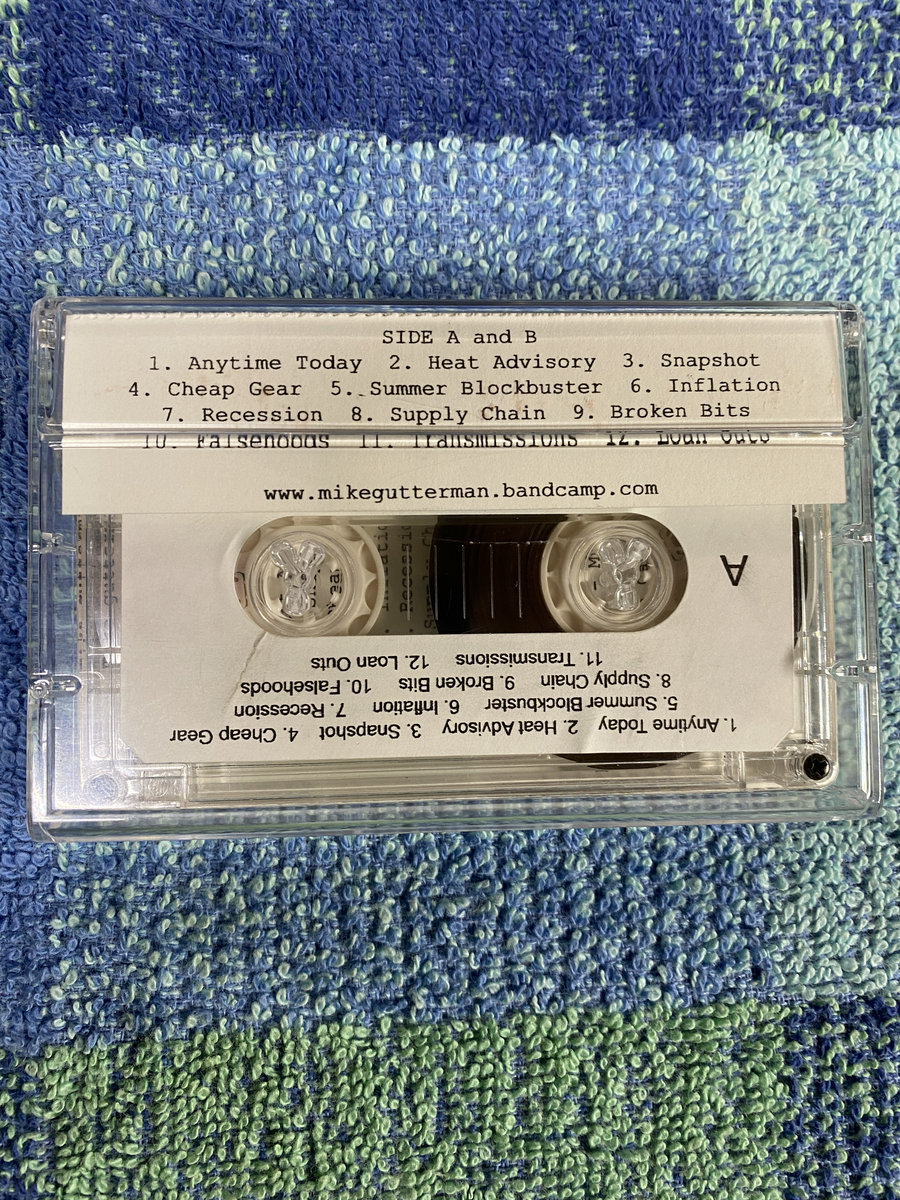 SIDE A and B
1. Anytime Today 2. Heat Advisory 3. Snapshot
4. Cheap Gear 5. Summer Blockbuster 6. Inflation
7. Recession 8. Supply Chain 9. Broken Bits
10. Falsehoods 11. Transmissions 12. Loan Outs
www.mikegutterman.bandcamp.com
A
1. Anytime Today 2. Heat Advisory 3. Snapshot 4. Cheap Gear
5. Summer Blockbuster 6. Inflation 7. Recession
8. Supply Chain 9. Broken Bits 10. Falsehoods
11. Transmissions 12. Loan Outs